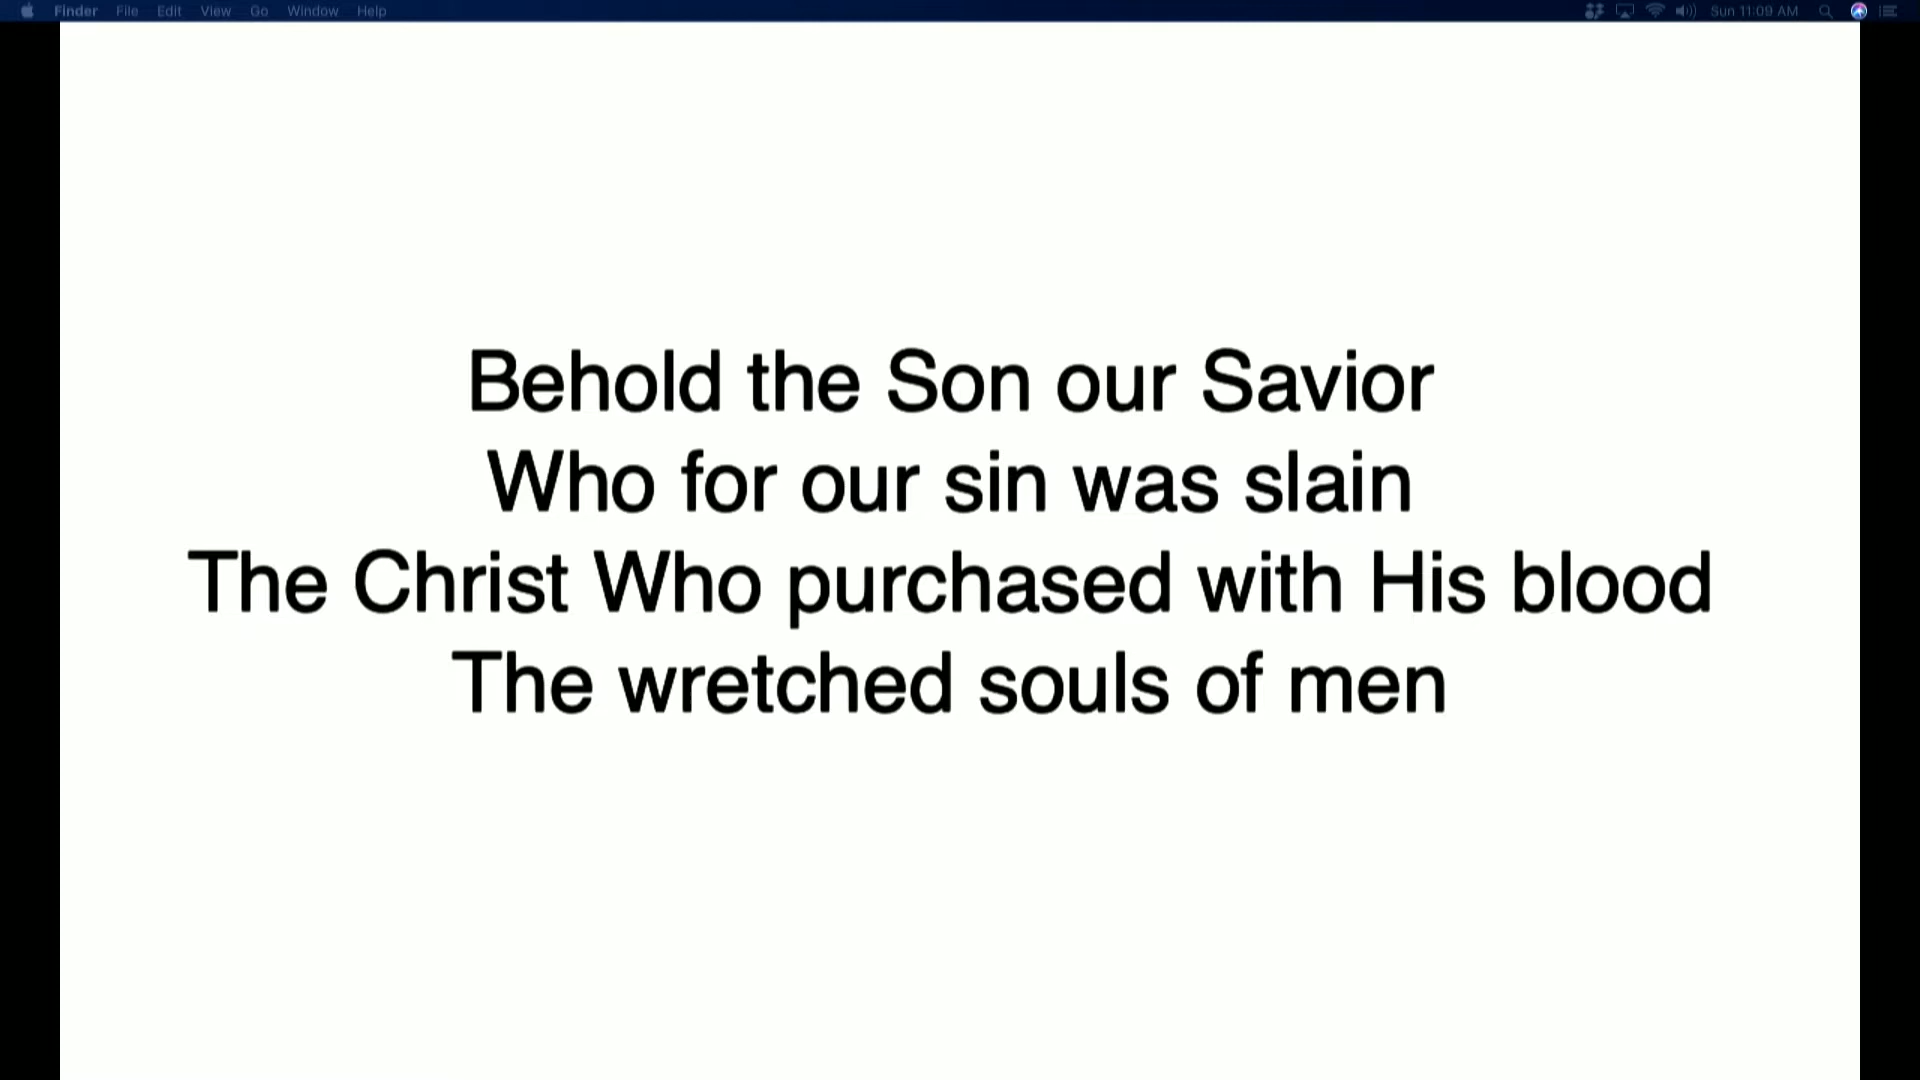 Finder File Edit View Go Window Help Sun 11:09 AM
Behold the Son our Savior
Who for our sin was slain
The Christ Who purchased with His blood
The wretched souls of men